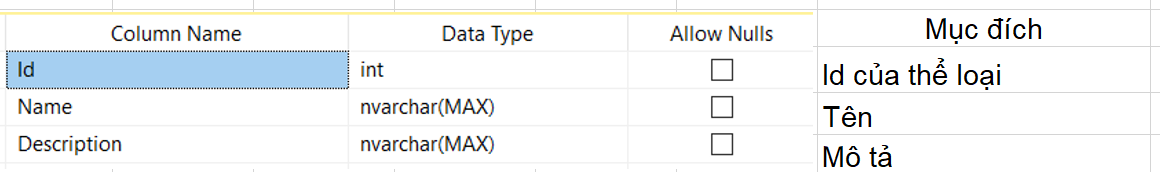 Column Name Data Type Allow Nulls Mục đích
Id int Id của thể loại
Name nvarchar(MAX) Tên
Description nvarchar(MAX) Mô tả